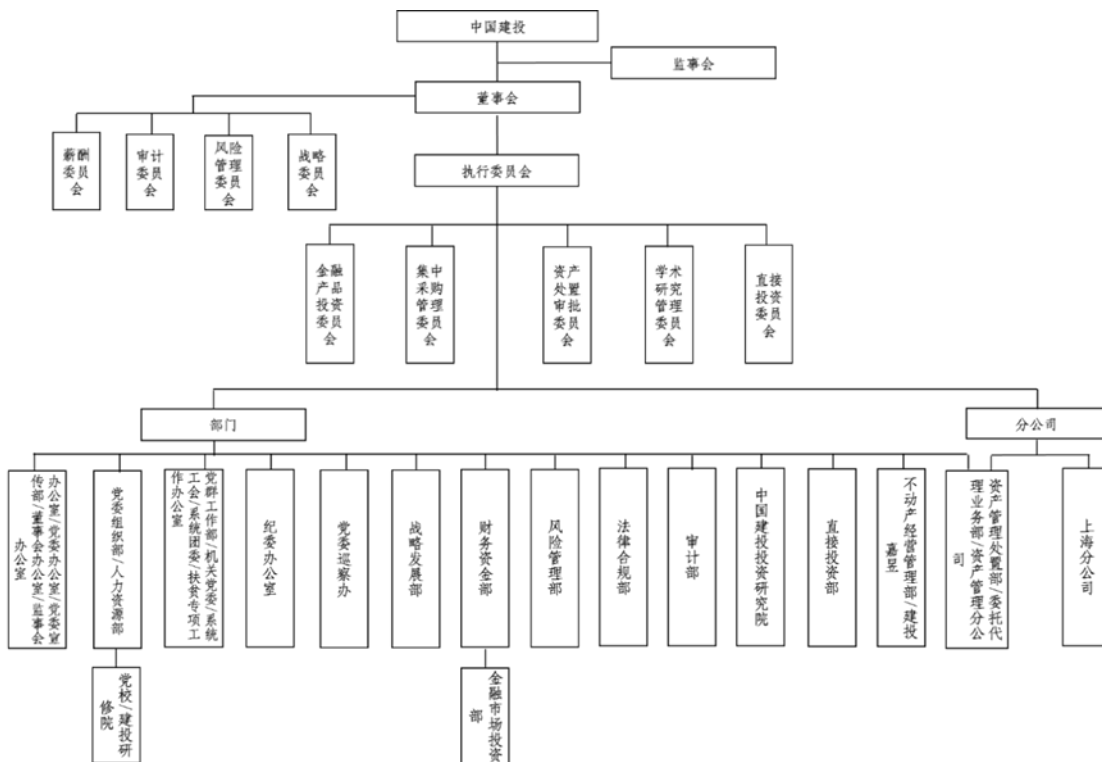 中国建投
监事会
董事会
薪酬
委员
会
审计
委员
会
风险
管理
委员
会
战略
委员
会
执行委员会
金融
产品
投资
委员
会
集中
采购
管理
委员
会
资产
处置
审批
委员
会
学术
研究
管理
委员
会
直接
投资
委员
会
部门
分公司
办公室/党委办公室/党委宣
传部/董事会办公室/监事会
办公室
党委组织部/人力资源部
党群工作部/机关党委/系统
工会/系统团委/扶贫专项工
作办公室
纪委办公室
党委巡察办
战略发展部
财务资金部
风险管理部
法律合规部
审计部
中国建投投资研究院
直接投资部
不动产经营管理部/建投
嘉昱
资产管理处置部/委托代
理业务部/资产管理分公
司
上海分公司
党校/建投研
修院
金融市场投资
部